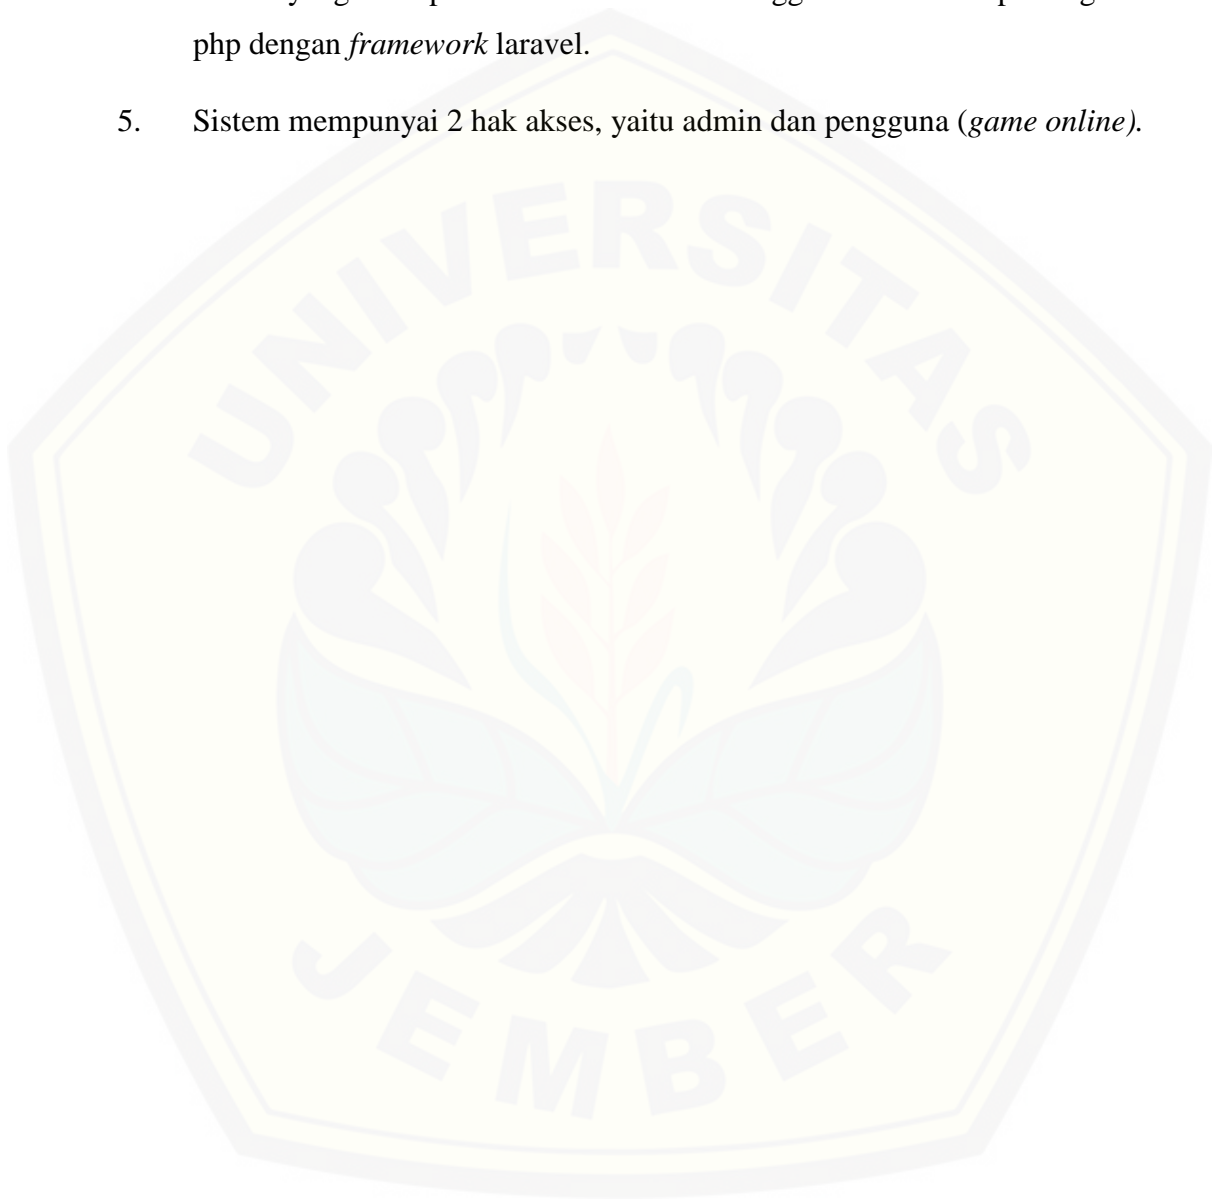 php dengan framework laravel.
5. Sistem mempunyai 2 hak akses, yaitu admin dan pengguna (game online).
UNIVERSITAS
JEMBER